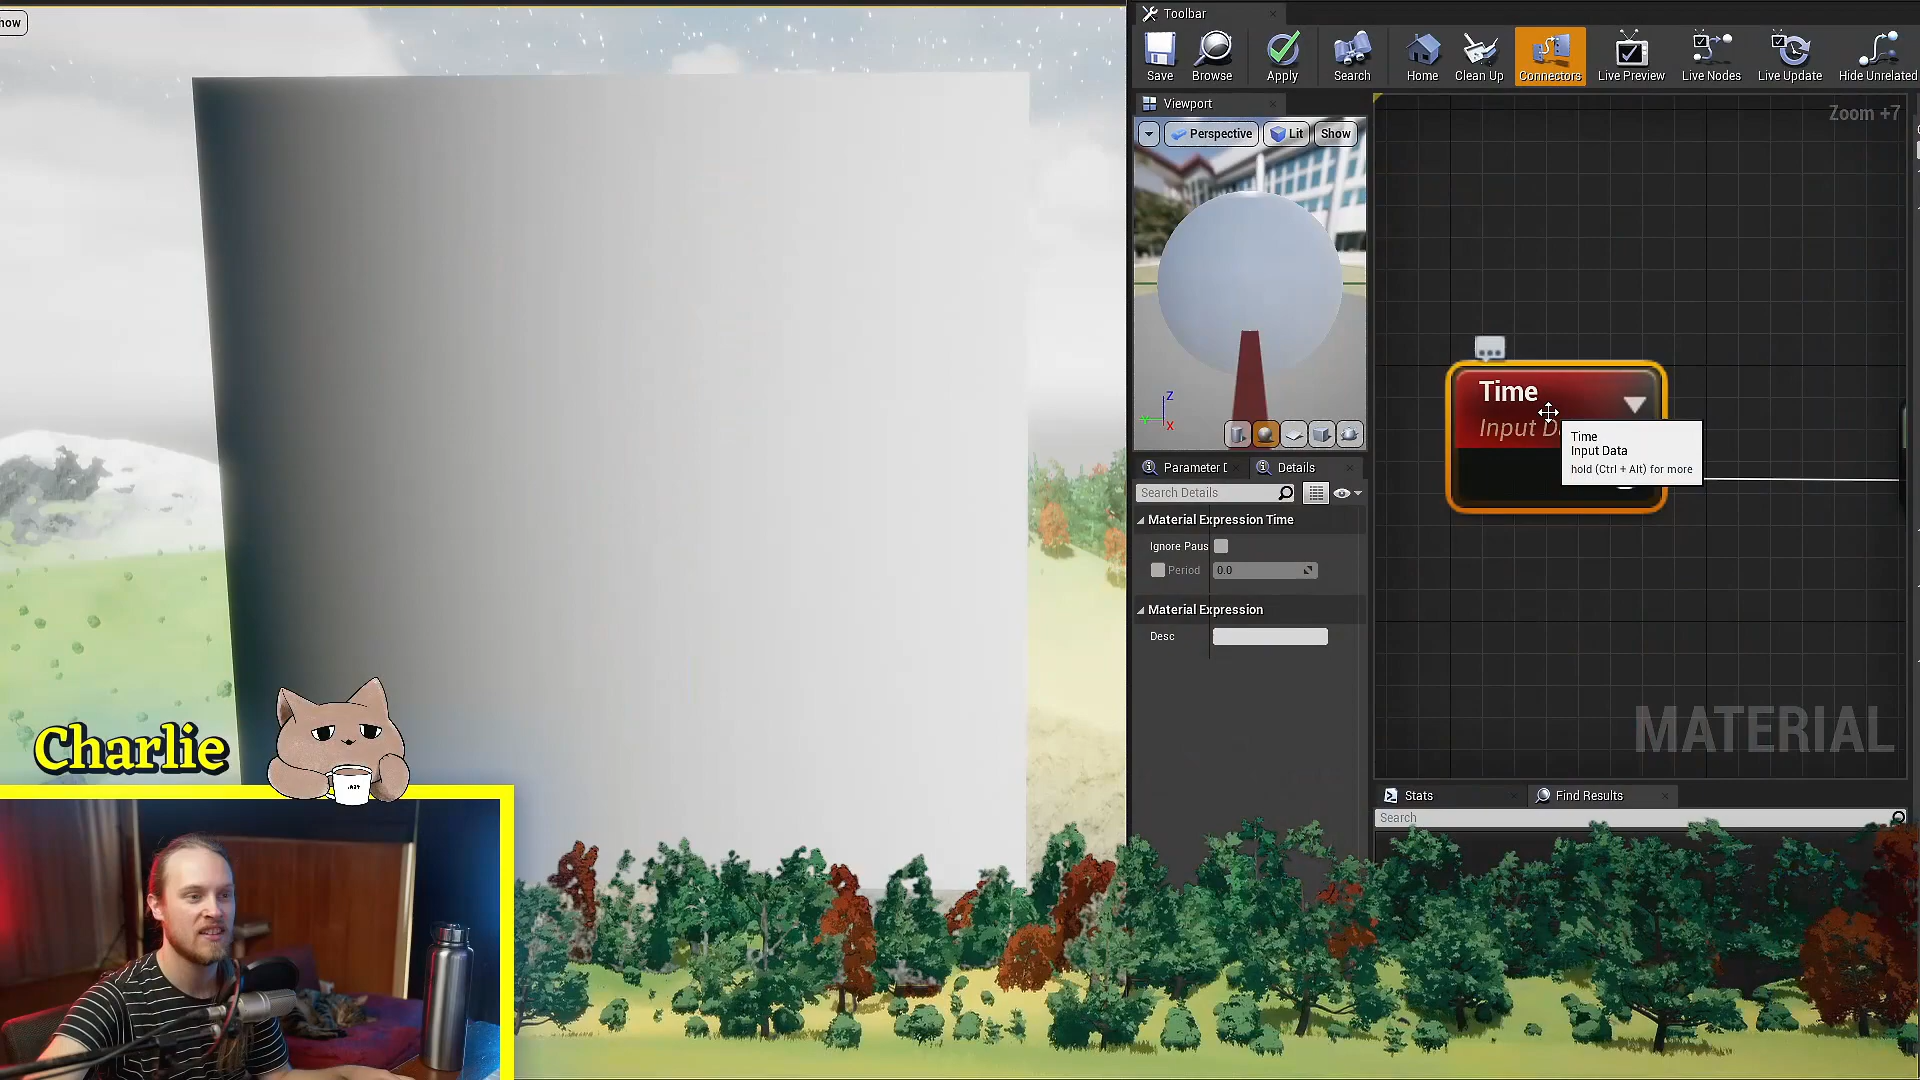 how
Toolbar
Save
Browse
Apply
Search
Home
Clean Up
Connectors
Live Preview
Live Nodes
Live Update
Hide Unrelated
Viewport
Perspective
Lit
Show
Zoom +7
Z
X
Time
Input Da
Time
Input Data
hold (Ctrl + Alt) for more
Parameter D
Details
Search Details
Material Expression Time
Ignore Paus
Period
0.0
Material Expression
Desc
MATERIAL
Stats
Find Results
Search
Charlie